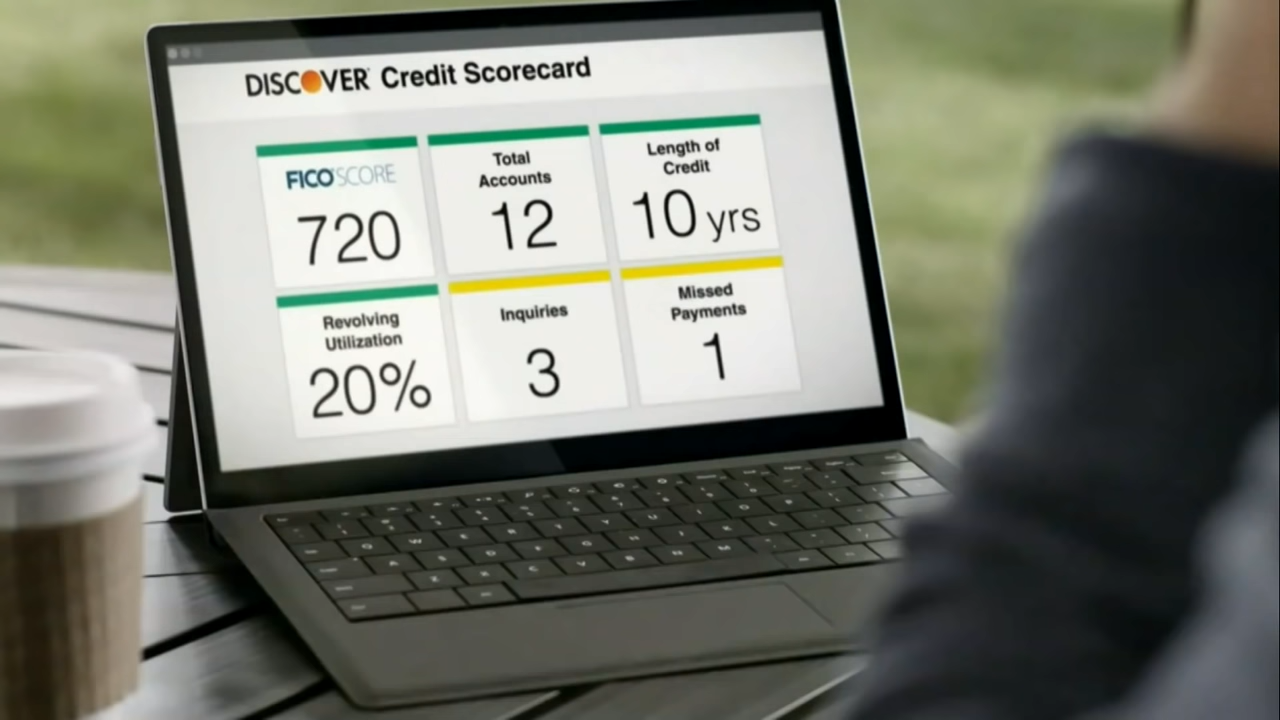 DISCOVER Credit Scorecard
FICO SCORE
720
Total
Accounts
12
Length of
Credit
10 yrs
Revolving
Utilization
20%
Inquiries
3
Missed
Payments
1